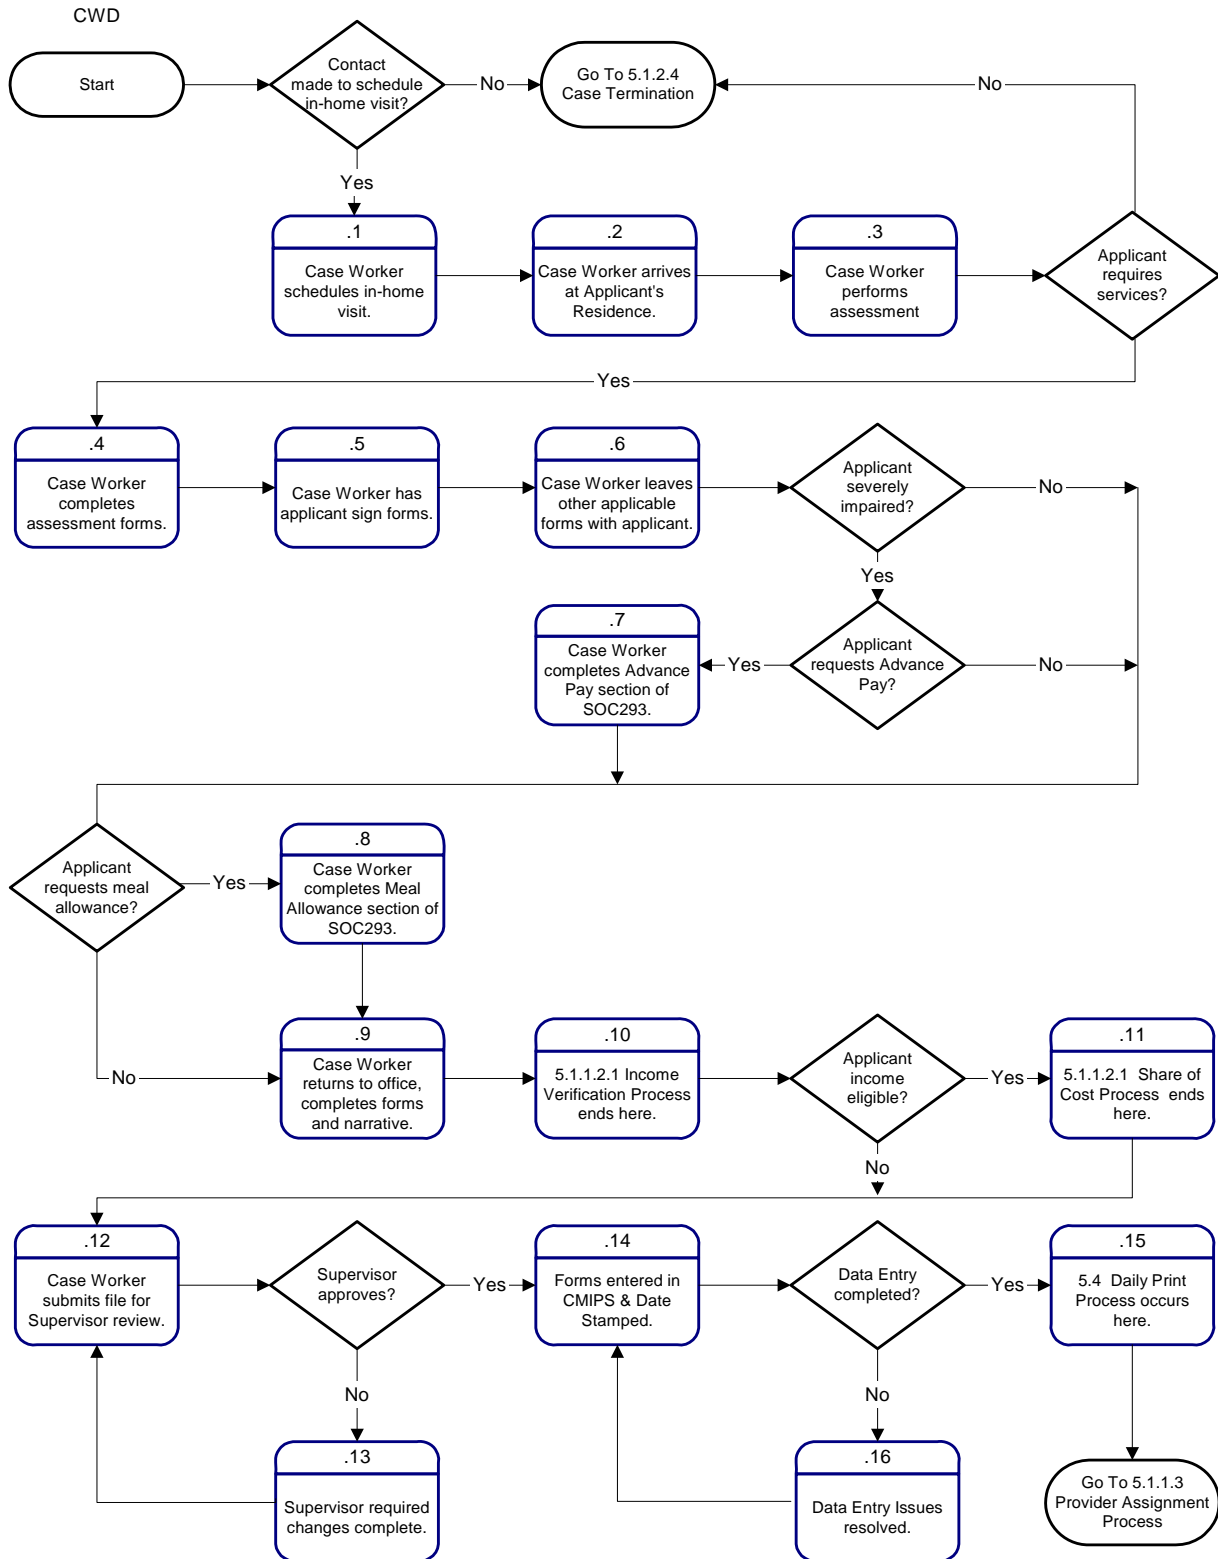 CWD
Start
Contact
made to schedule
in-home visit?
No
Go To 5.1.2.4
Case Termination
No
Yes
.1
Case Worker
schedules in-home
visit.
.2
Case Worker arrives
at Applicant's
Residence.
.3
Case Worker
performs
assessment
Applicant
requires
services?
Yes
.4
Case Worker
completes
assessment forms.
.5
Case Worker has
applicant sign forms.
.6
Case Worker leaves
other applicable
forms with applicant.
Applicant
severely
impaired?
No
Yes
.7
Case Worker
completes Advance
Pay section of
SOC293.
Yes
Applicant
requests Advance
Pay?
No
Applicant
requests meal
allowance?
Yes
.8
Case Worker
completes Meal
Allowance section of
SOC293.
No
.9
Case Worker
returns to office,
completes forms
and narrative.
.10
5.1.1.2.1 Income
Verification Process
ends here.
Applicant
income
eligible?
Yes
.11
5.1.1.2.1 Share of
Cost Process ends
here.
No
.12
Case Worker
submits file for
Supervisor review.
Supervisor
approves?
Yes
.14
Forms entered in
CMIPS & Date
Stamped.
Data Entry
completed?
Yes
.15
5.4 Daily Print
Process occurs
here.
No
No
.13
Supervisor required
changes complete.
.16
Data Entry Issues
resolved.
Go To 5.1.1.3
Provider Assignment
Process